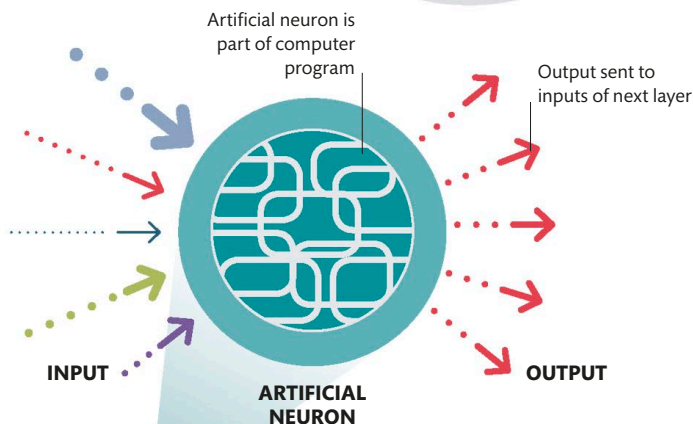 Artificial neuron is
part of computer
program
Output sent to
inputs of next layer
INPUT
ARTIFICIAL
NEURON
OUTPUT